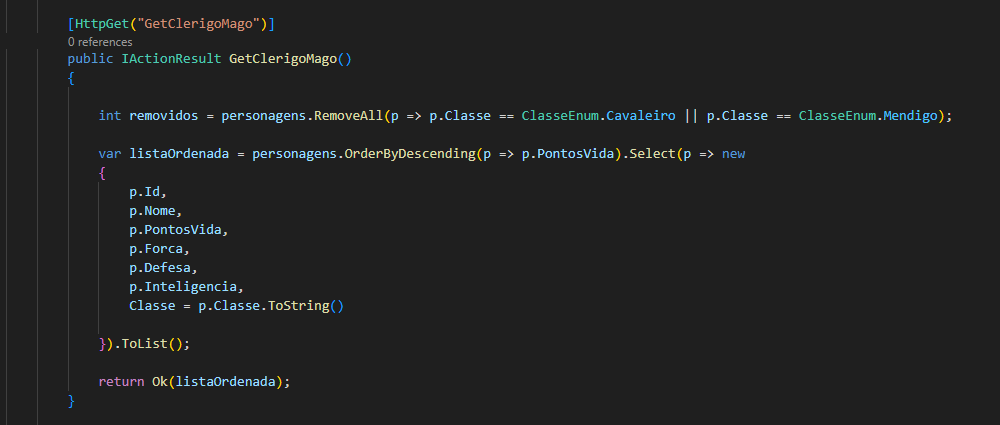 [HttpGet("GetClerigoMago")]
0 references
public IActionResult GetClerigoMago()
{
int removidos = personagens.RemoveAll(p => p.Classe == ClasseEnum.Cavaleiro || p.Classe == ClasseEnum.Mendigo);
var listaOrdenada = personagens.OrderByDescending(p => p.PontosVida).Select(p => new
{
p.Id,
p.Nome,
p.PontosVida,
p.Forca,
p.Defesa,
p.Inteligencia,
Classe = p.Classe.ToString()
}).ToList();
return Ok(listaOrdenada);
}